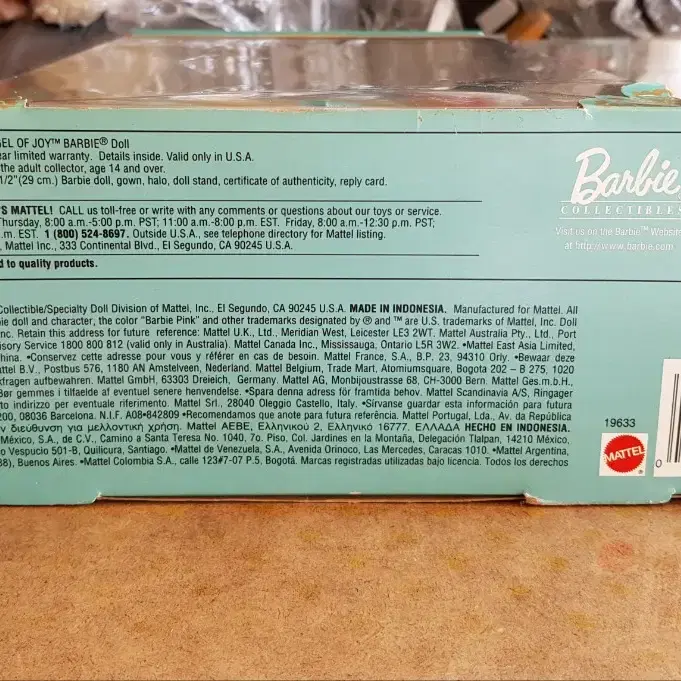 EL OF JOY™ BARBIE® Doll
ear limited warranty. Details inside. Valid only in U.S.A.
the adult collector, age 14 and over.
1/2"(29 cm.) Barbie doll, gown, halo, doll stand, certificate of authenticity, reply card.
'S MATTEL! CALL us toll-free or write with any comments or questions about our toys or service.
Thursday, 8:00 a.m.-5:00 p.m. PST; 11:00 a.m.-8:00 p.m. EST. Friday, 8:00 a.m.-12:30 p.m. PST;
.m. EST. 1 (800) 524-8697. Outside U.S.A., see telephone directory for Mattel listing.
, Mattel Inc., 333 Continental Blvd., El Segundo, CA 90245 U.S.A.
d to quality products.
Barbie
COLLECTIBLES
Visit us on the Barbie™ Website
at http://www.barbie.com
Collectible/Specialty Doll Division of Mattel, Inc., El Segundo, CA 90245 U.S.A. MADE IN INDONESIA. Manufactured for Mattel. All
ie doll and character, the color "Barbie Pink" and other trademarks designated by ® and ™ are U.S. trademarks of Mattel, Inc. Doll
nc. Retain this address for future reference: Mattel U.K., Ltd., Meridian West, Leicester LE3 2WT. Mattel Australia Pty., Ltd., Port
isory Service 1800 800 812 (valid only in Australia). Mattel Canada Inc., Mississauga, Ontario L5R 3W2. •Mattel East Asia Limited,
hina. •Conservez cette adresse pour vous y référer en cas de besoin. Mattel France, S.A., B.P. 23, 94310 Orly. •Bewaar deze
ttel B.V., Postbus 576, 1180 AN Amstelveen, Nederland. Mattel Belgium, Trade Mart, Atomiumsquare, Bogota 202 – B 275, 1020
kfragen aufbewahren. Mattel GmbH, 63303 Dreieich, Germany. Mattel AG, Monbijoustrasse 68, CH-3000 Bern. Mattel Ges.m.b.H.,
Bør gemmes i tilfælde af eventuel senere henvendelse. •Spara denna adress för framtida behov. Mattel Scandinavia A/S, Ringager
to indirizzo per eventuale riferimento. Mattel Srl., 28040 Oleggio Castello, Italy. •Sírvanse guardar esta información para futura
200, 08036 Barcelona. N.I.F. A08•842809 •Recomendamos que anote para futura referência. Mattel Portugal, Lda., Av. da República
ν διεύθυνση για μελλοντική χρήση. Mattel AEBE, Ελληνικού 2, Ελληνικό 16777. ΕΛΛΑΔΑ HECHO EN INDONESIA.
México, S.A., de C.V., Camino a Santa Teresa No. 1040, 7o. Piso, Col. Jardines en la Montaña, Delegación Tlalpan, 14210 México,
o Vespucio 501-B, Quilicura, Santiago. •Mattel de Venezuela, S.A., Avenida Orinoco, Las Mercedes, Caracas 1010. •Mattel Argentina,
38), Buenos Aires. •Mattel Colombia S.A., calle 123#7-07 P.5, Bogotá. Marcas registradas utilizadas bajo licencia. Todos los derechos
19633
MATTEL
0